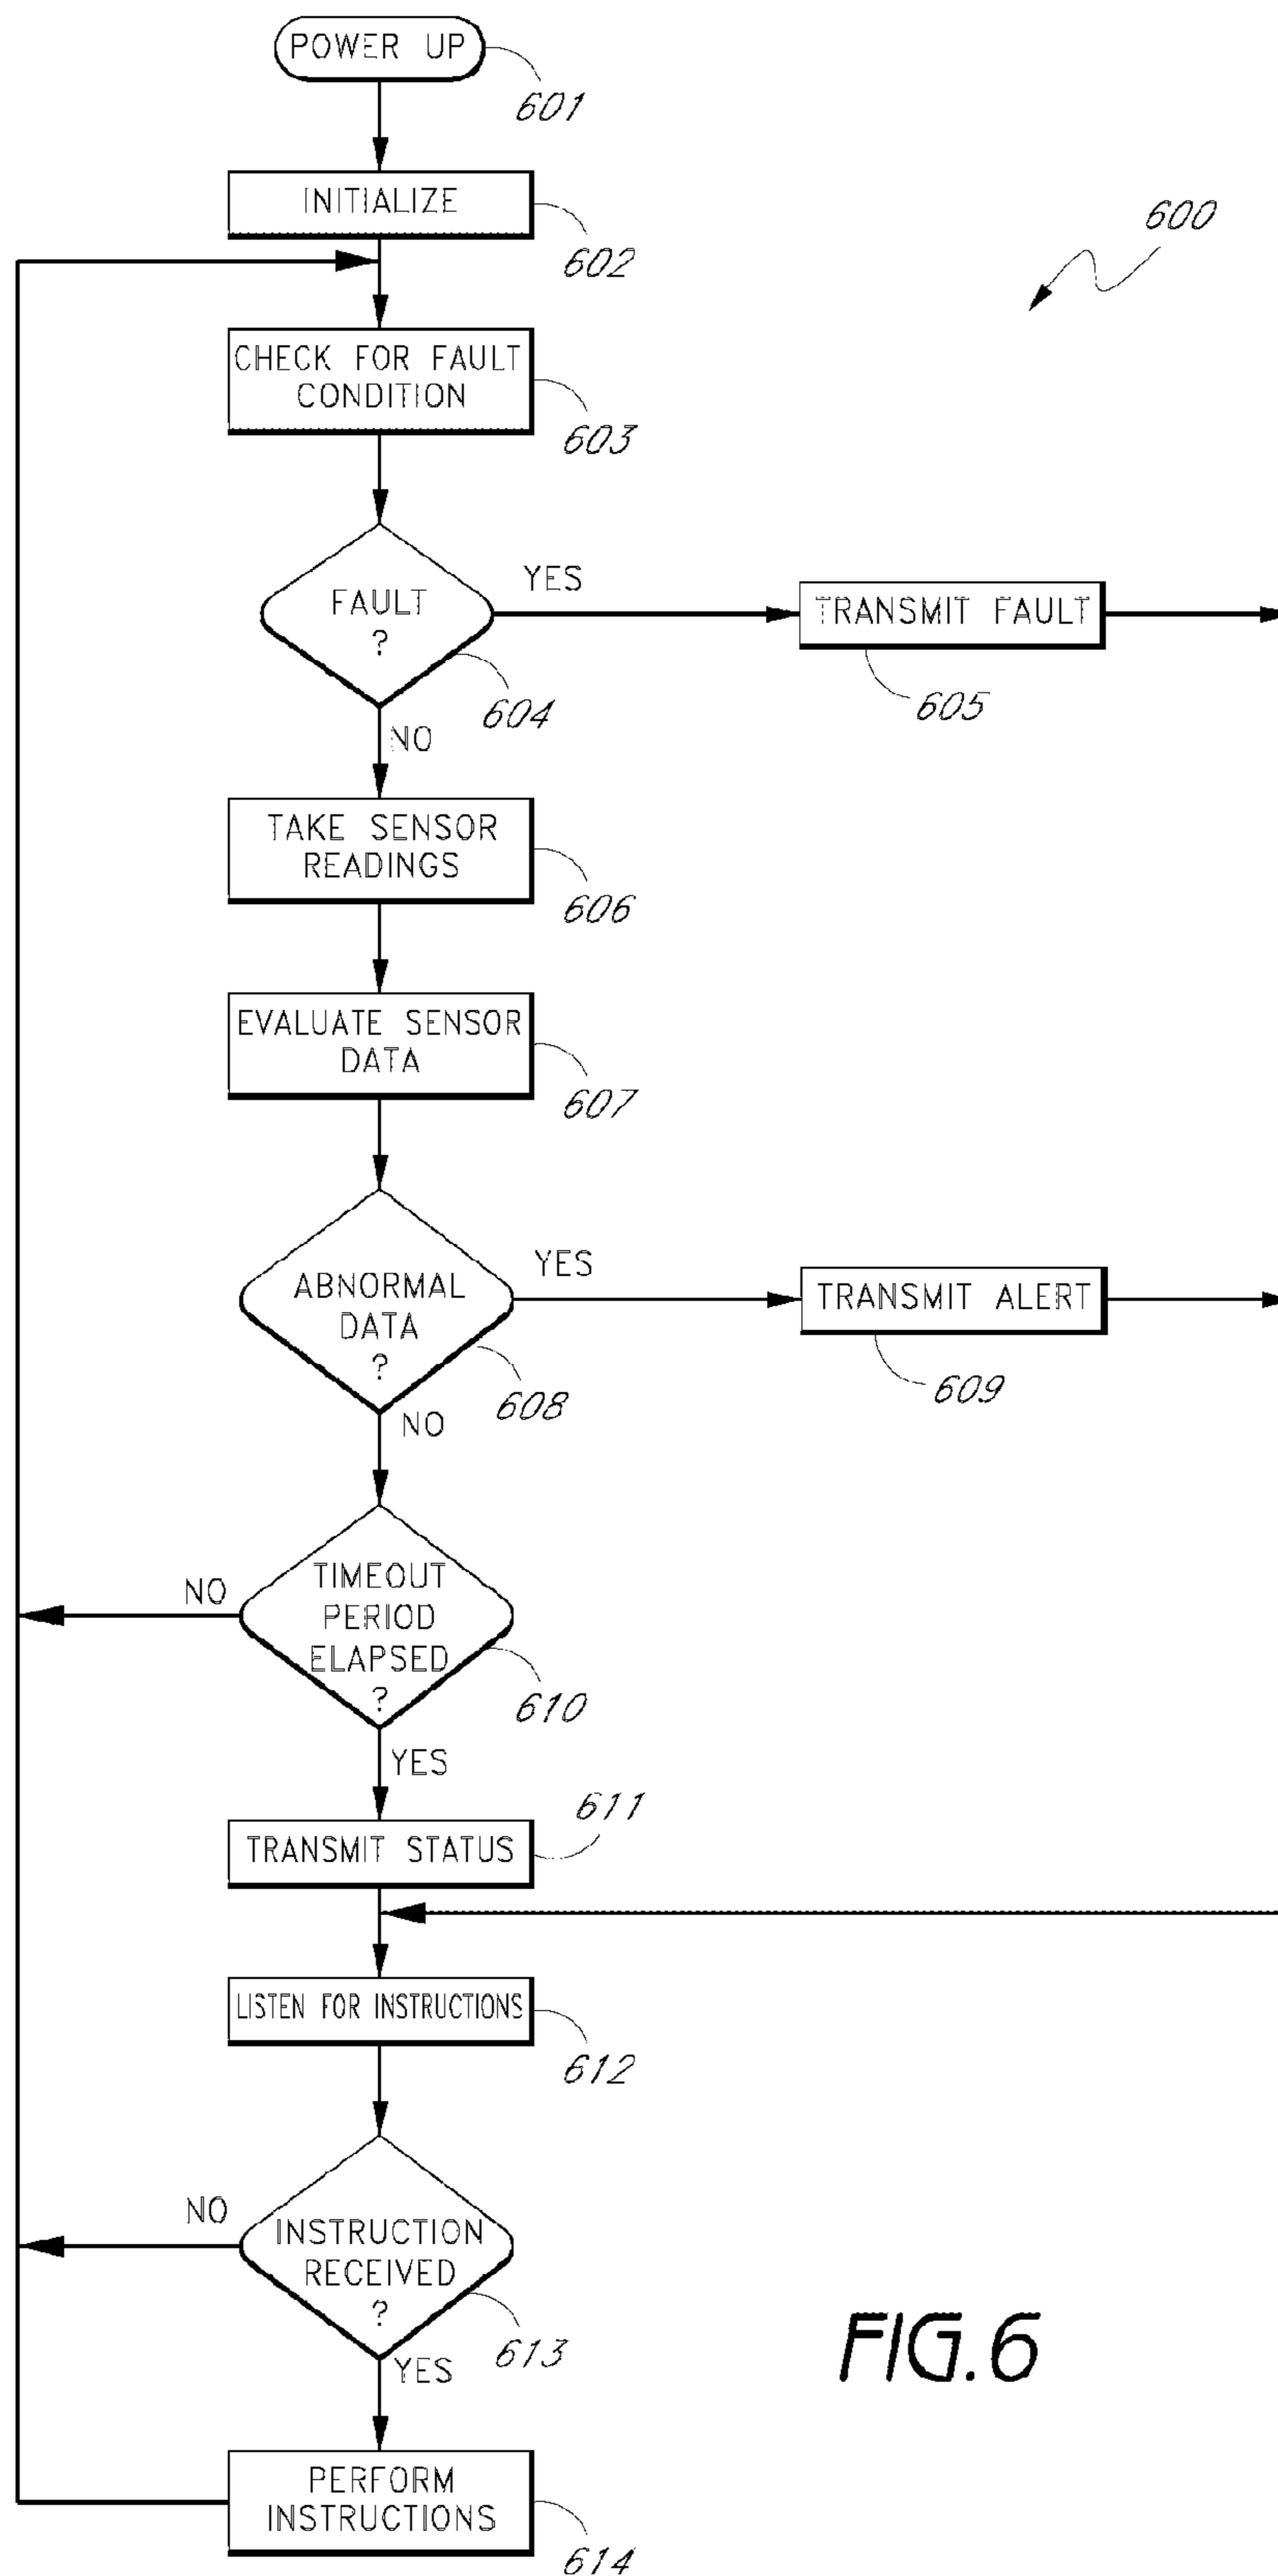 POWER UP
601
INITIALIZE
602
600
CHECK FOR FAULT
CONDITION
603
FAULT
?
YES
604
NO
TRANSMIT FAULT
605
TAKE SENSOR
READINGS
606
EVALUATE SENSOR
DATA
607
ABNORMAL
DATA
?
YES
608
NO
TRANSMIT ALERT
609
TIMEOUT
PERIOD
ELAPSED
?
NO
610
YES
TRANSMIT STATUS
611
LISTEN FOR INSTRUCTIONS
612
INSTRUCTION
RECEIVED
?
NO
613
YES
PERFORM
INSTRUCTIONS
614
FIG.6